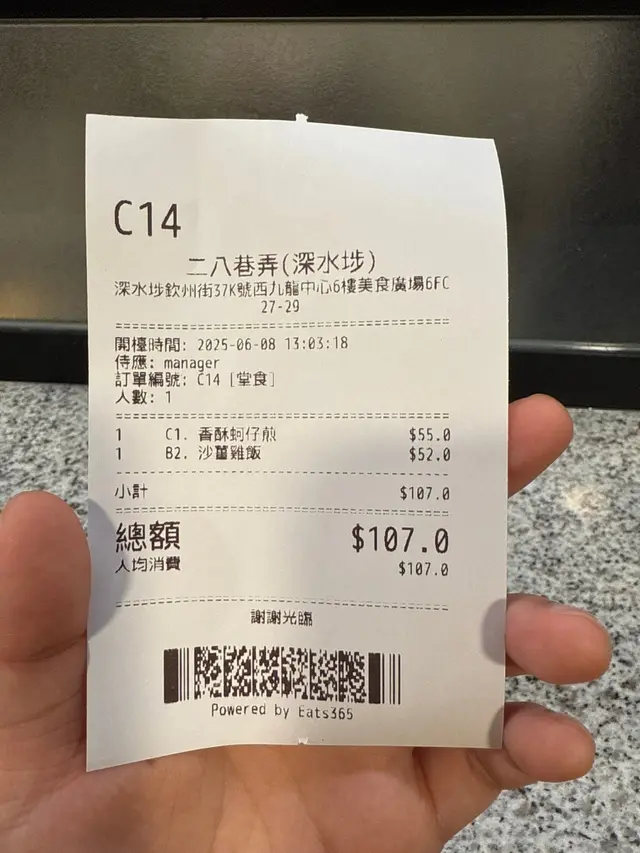 C14
二八巷弄(深水埗)
深水埗欽州街37K號西九龍中心6樓美食廣場6FC
27-29
開檯時間: 2025-06-08 13:03:18
侍應: manager
訂單編號: C14 [堂食]
人數: 1
1 C1. 香酥蚵仔煎 $55.0
1 B2. 沙薑雞飯 $52.0
小計 $107.0
總額 $107.0
人均消費 $107.0
謝謝光臨
Powered by Eats365